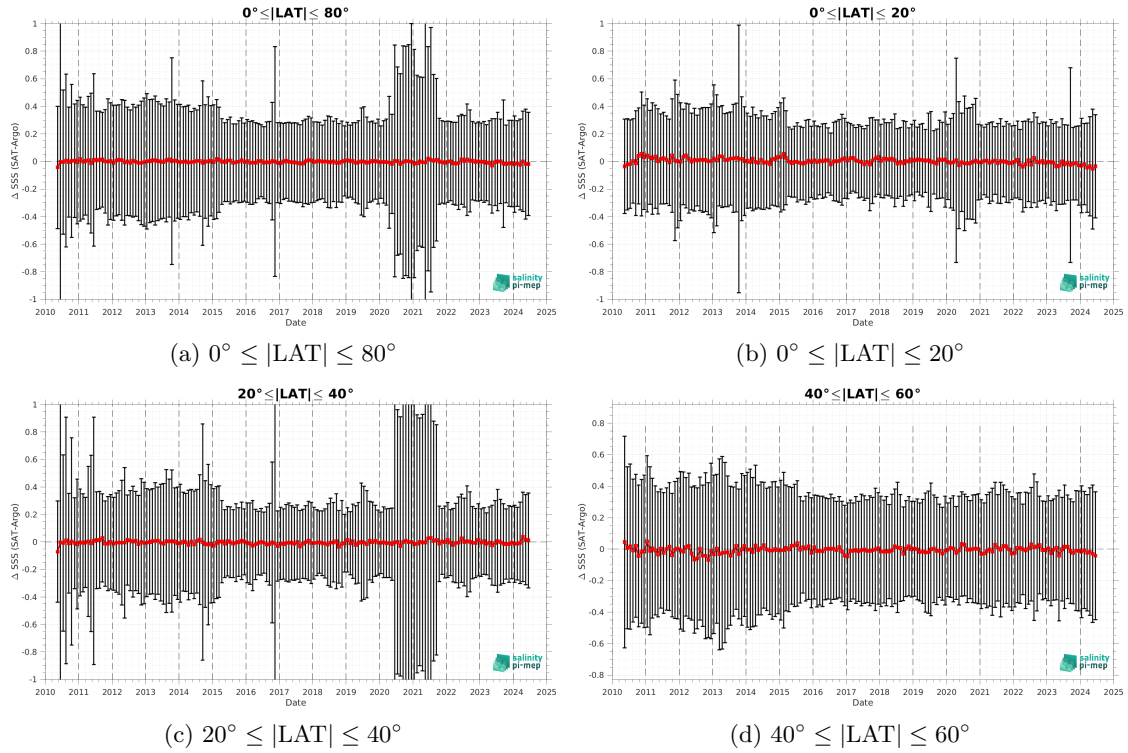 0°≤|LAT|≤ 80°
Δ SSS (SAT-Argo)
1
0.8
0.6
0.4
0.2
0
-0.2
-0.4
-0.6
-0.8
-1
2010 2011 2012 2013 2014 2015 2016 2017 2018 2019 2020 2021 2022 2023 2024 2025
Date
salinity
pi-mep
(a) 0° ≤ |LAT| ≤ 80°
0°≤|LAT|≤ 20°
Δ SSS (SAT-Argo)
1
0.8
0.6
0.4
0.2
0
-0.2
-0.4
-0.6
-0.8
-1
2010 2011 2012 2013 2014 2015 2016 2017 2018 2019 2020 2021 2022 2023 2024 2025
Date
salinity
pi-mep
(b) 0° ≤ |LAT| ≤ 20°
20°≤|LAT|≤ 40°
Δ SSS (SAT-Argo)
1
0.8
0.6
0.4
0.2
0
-0.2
-0.4
-0.6
-0.8
-1
2010 2011 2012 2013 2014 2015 2016 2017 2018 2019 2020 2021 2022 2023 2024 2025
Date
salinity
pi-mep
(c) 20° ≤ |LAT| ≤ 40°
40°≤|LAT|≤ 60°
Δ SSS (SAT-Argo)
0.8
0.6
0.4
0.2
0
-0.2
-0.4
-0.6
-0.8
2010 2011 2012 2013 2014 2015 2016 2017 2018 2019 2020 2021 2022 2023 2024 2025
Date
salinity
pi-mep
(d) 40° ≤ |LAT| ≤ 60°